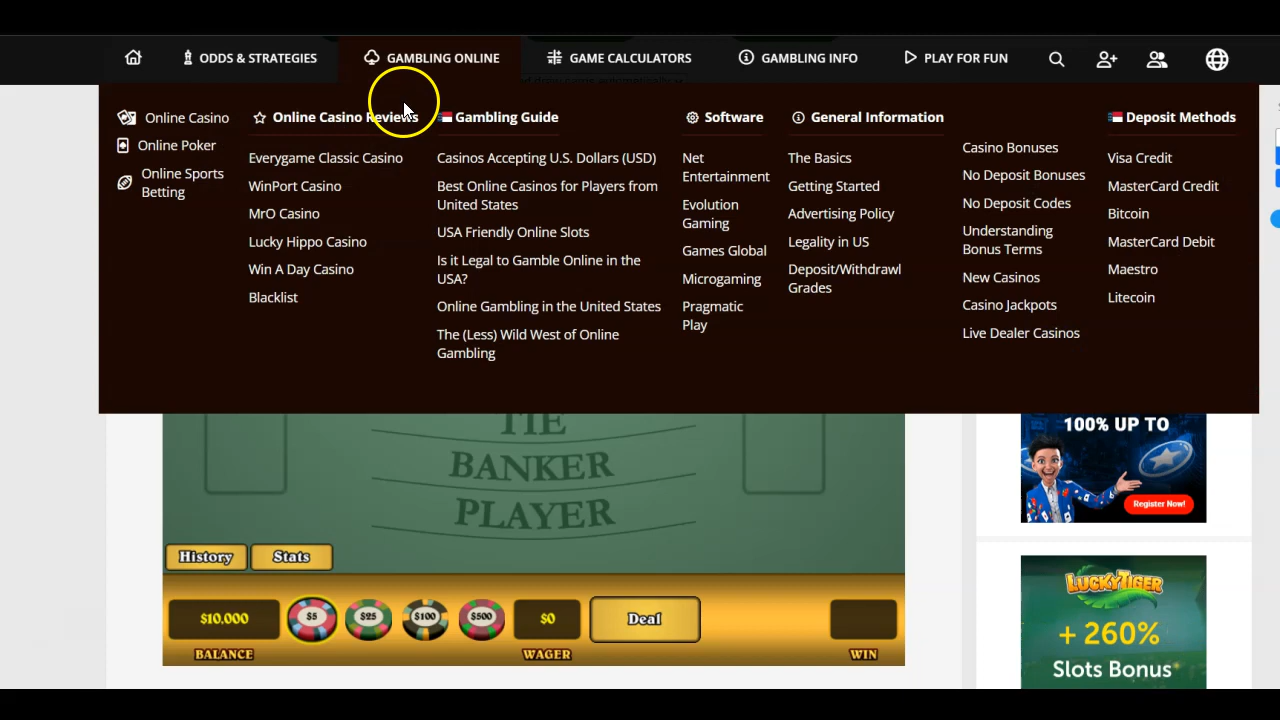 ODDS & STRATEGIES
GAMBLING ONLINE
GAME CALCULATORS
GAMBLING INFO
PLAY FOR FUN
Online Casino
Online Poker
Online Sports
Betting
Online Casino Reviews
Everygame Classic Casino
WinPort Casino
MrO Casino
Lucky Hippo Casino
Win A Day Casino
Blacklist
Gambling Guide
Casinos Accepting U.S. Dollars (USD)
Best Online Casinos for Players from
United States
USA Friendly Online Slots
Is it Legal to Gamble Online in the
USA?
Online Gambling in the United States
The (Less) Wild West of Online
Gambling
Software
Net
Entertainment
Evolution
Gaming
Games Global
Microgaming
Pragmatic
Play
General Information
The Basics
Getting Started
Advertising Policy
Legality in US
Deposit/Withdrawl
Grades
Casino Bonuses
No Deposit Bonuses
No Deposit Codes
Understanding
Bonus Terms
New Casinos
Casino Jackpots
Live Dealer Casinos
Deposit Methods
Visa Credit
MasterCard Credit
Bitcoin
MasterCard Debit
Maestro
Litecoin
TIE
BANKER
PLAYER
History
Stats
$10,000
$5
$25
$100
$500
$0
Deal
BALANCE
WAGER
WIN
100% UP TO
Register Now!
LUCKYTIGER
+ 260%
Slots Bonus